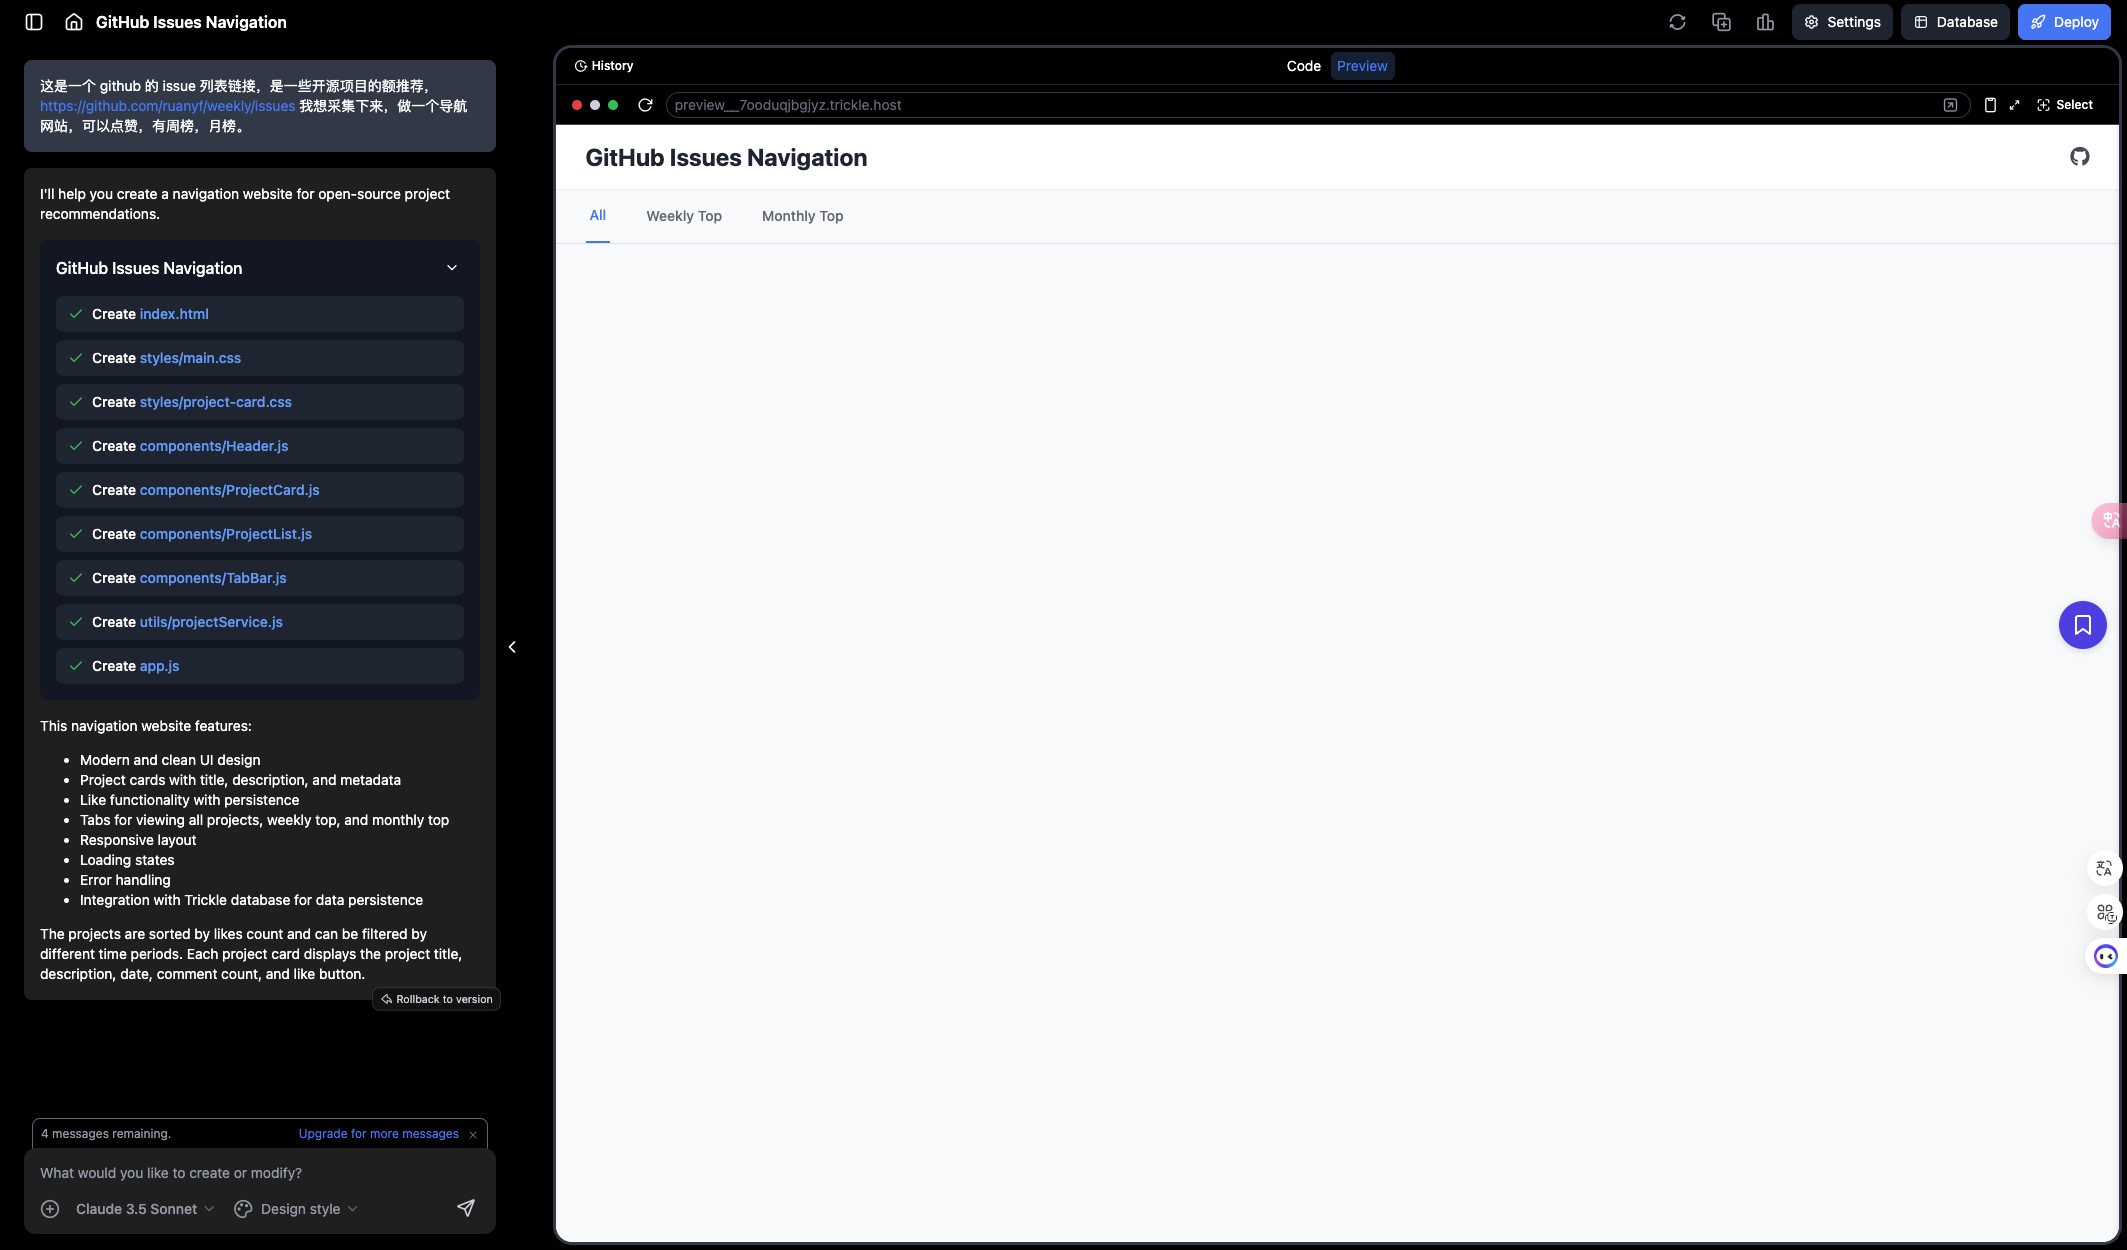 GitHub Issues Navigation
Settings
Database
Deploy
这是一个 github 的 issue 列表链接，是一些开源项目的额推荐，
https://github.com/ruanyf/weekly/issues 我想采集下来，做一个导航
网站，可以点赞，有周榜，月榜。
I'll help you create a navigation website for open-source project
recommendations.
GitHub Issues Navigation
Create index.html
Create styles/main.css
Create styles/project-card.css
Create components/Header.js
Create components/ProjectCard.js
Create components/ProjectList.js
Create components/TabBar.js
Create utils/projectService.js
Create app.js
This navigation website features:
• Modern and clean UI design
• Project cards with title, description, and metadata
• Like functionality with persistence
• Tabs for viewing all projects, weekly top, and monthly top
• Responsive layout
• Loading states
• Error handling
• Integration with Trickle database for data persistence
The projects are sorted by likes count and can be filtered by
different time periods. Each project card displays the project title,
description, date, comment count, and like button.
Rollback to version
4 messages remaining.
Upgrade for more messages
What would you like to create or modify?
Claude 3.5 Sonnet
Design style
History
Code
Preview
preview__7ooduqjbgjyz.trickle.host
Select
GitHub Issues Navigation
All
Weekly Top
Monthly Top